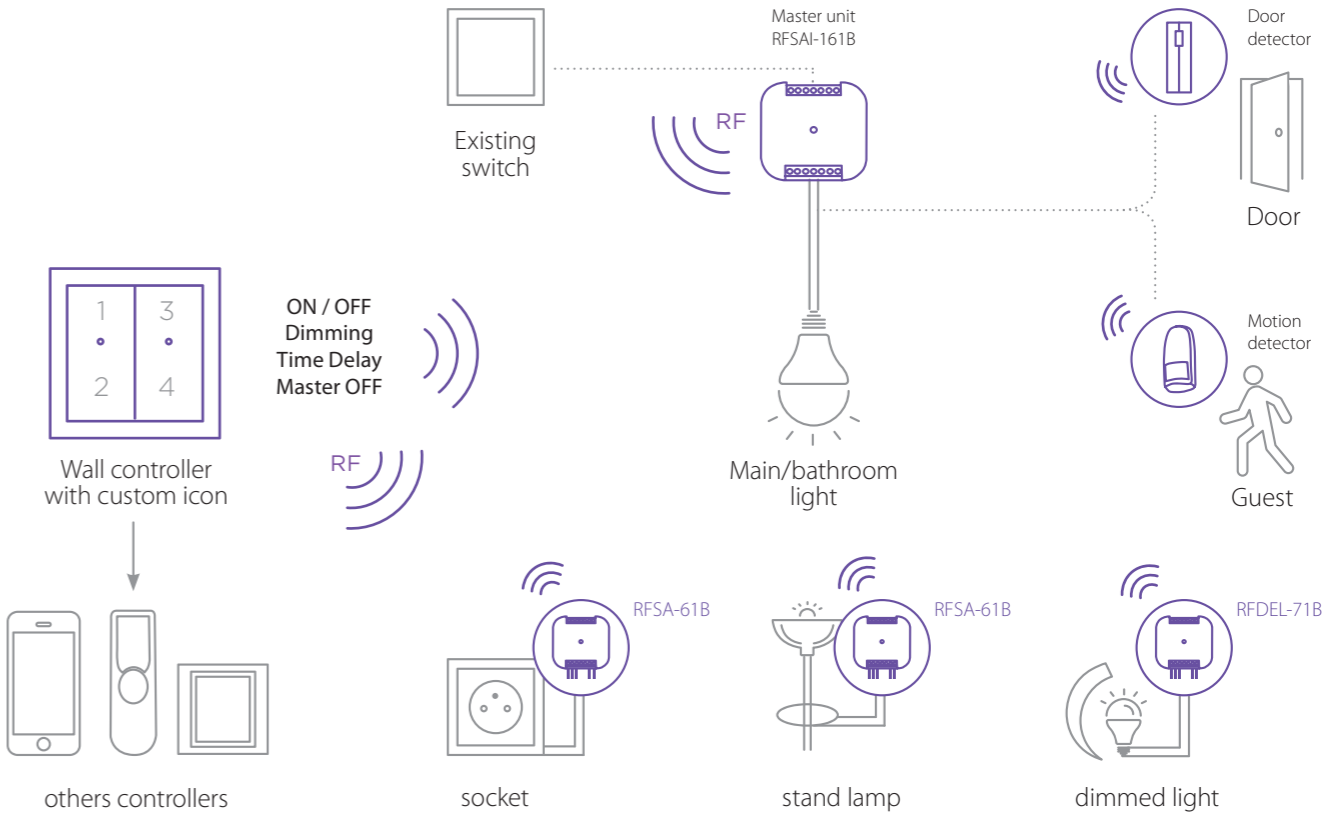 Master unit
RFSAI-161B
Door
detector
RF
Existing
switch
Door
1
3
2
4
ON / OFF
Dimming
Time Delay
Master OFF
Motion
detector
Wall controller
with custom icon
RF
Main/bathroom
light
Guest
RFSA-61B
RFSA-61B
RFDEL-71B
others controllers
socket
stand lamp
dimmed light